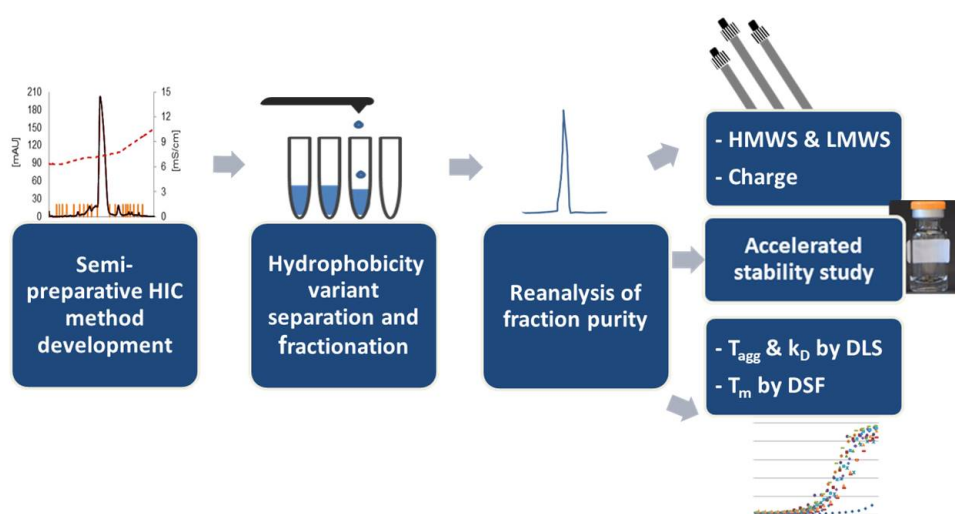 210
180
150
120
90
60
30
0
[mAU]
15
12
9
6
3
0
[mS/cm]
Semi-
preparative HIC
method
development
Hydrophobicity
variant
separation and
fractionation
Reanalysis of
fraction purity
- HMWS & LMWS
- Charge
Accelerated
stability study
- Tagg & kD by DLS
- Tm by DSF